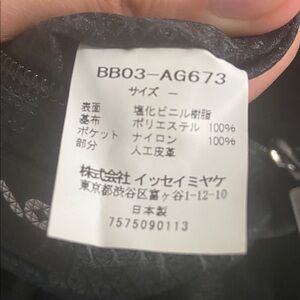 BB03-AG673
サイズ －
表面 塩化ビニル樹脂
基布 ポリエステル 100%
ポケット ナイロン 100%
部分 人工皮革
株式会社 イッセイミヤケ
東京都渋谷区富ヶ谷1-12-10
日本製
7575090113